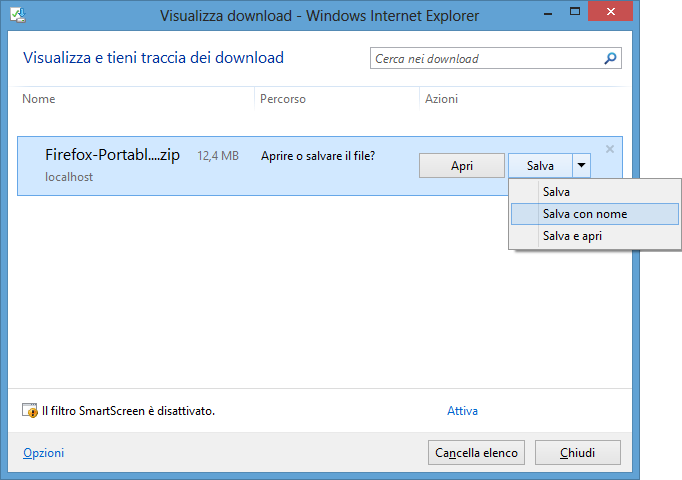 Visualizza download - Windows Internet Explorer
Visualizza e tieni traccia dei download
Cerca nei download
Nome Percorso Azioni
Firefox-Portabl....zip 12,4 MB Aprire o salvare il file? Apri Salva
localhost
Salva
Salva con nome
Salva e apri
Il filtro SmartScreen è disattivato. Attiva
Opzioni Cancella elenco Chiudi